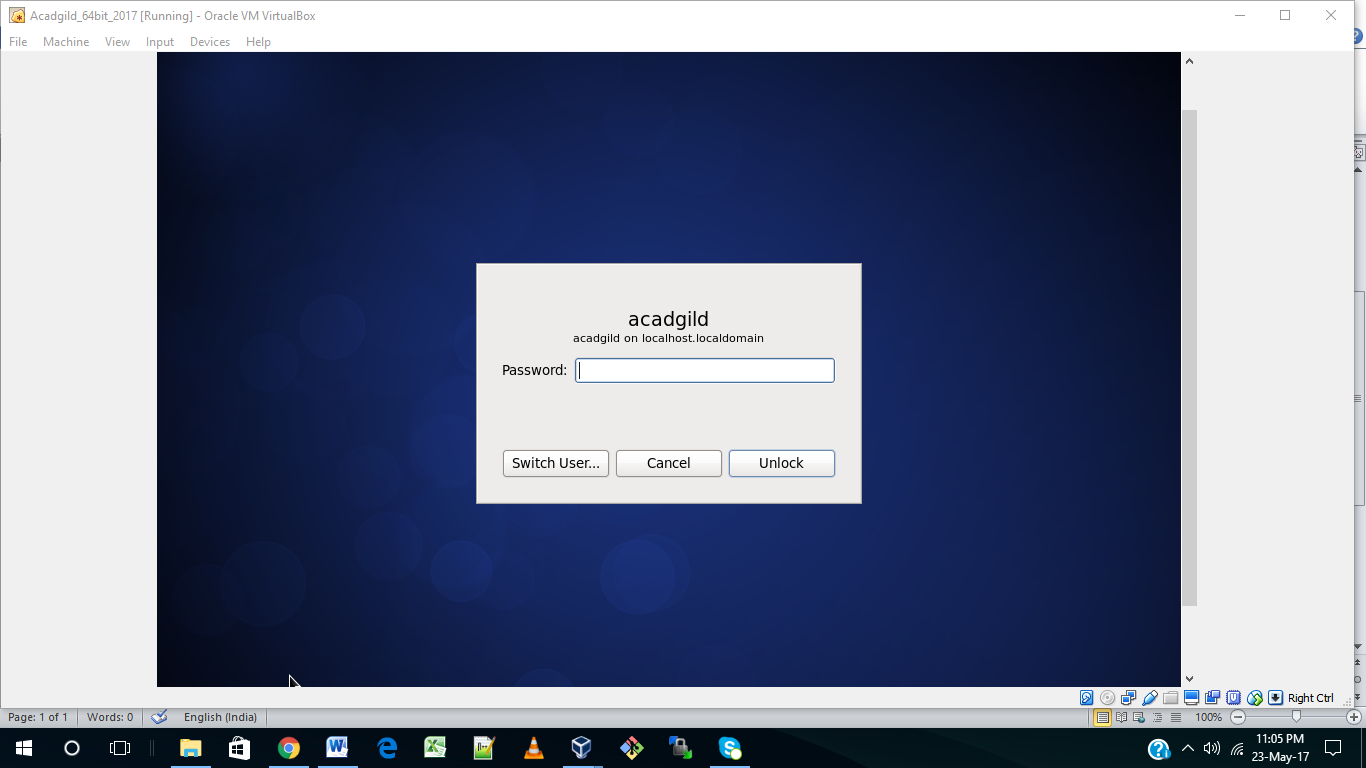 Acadgild_64bit_2017 [Running] - Oracle VM VirtualBox
File Machine View Input Devices Help
acadgild
acadgild on localhost.localdomain
Password:
Switch User... Cancel Unlock
Right Ctrl
Page: 1 of 1 Words: 0 English (India) 100%
11:05 PM
23-May-17